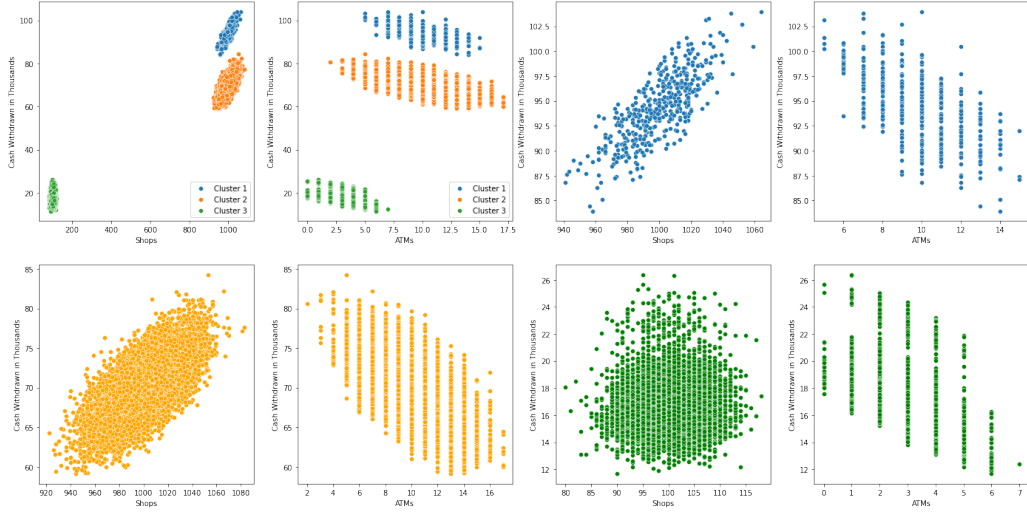 Cash Withdrawn in Thousands
100
80
60
40
20
Cluster 1
Cluster 2
Cluster 3
200 400 600 800 1000
Shops
Cash Withdrawn in Thousands
100
80
60
40
20
Cluster 1
Cluster 2
Cluster 3
0.0 2.5 5.0 7.5 10.0 12.5 15.0 17.5
ATMs
Cash Withdrawn in Thousands
102.5
100.0
97.5
95.0
92.5
90.0
87.5
85.0
940 960 980 1000 1020 1040 1060
Shops
Cash Withdrawn in Thousands
102.5
100.0
97.5
95.0
92.5
90.0
87.5
85.0
6 8 10 12 14
ATMs
Cash Withdrawn in Thousands
85
80
75
70
65
60
920 940 960 980 1000 1020 1040 1060 1080
Shops
Cash Withdrawn in Thousands
85
80
75
70
65
60
2 4 6 8 10 12 14 16
ATMs
Cash Withdrawn in Thousands
26
24
22
20
18
16
14
12
80 85 90 95 100 105 110 115
Shops
Cash Withdrawn in Thousands
26
24
22
20
18
16
14
12
0 1 2 3 4 5 6 7
ATMs